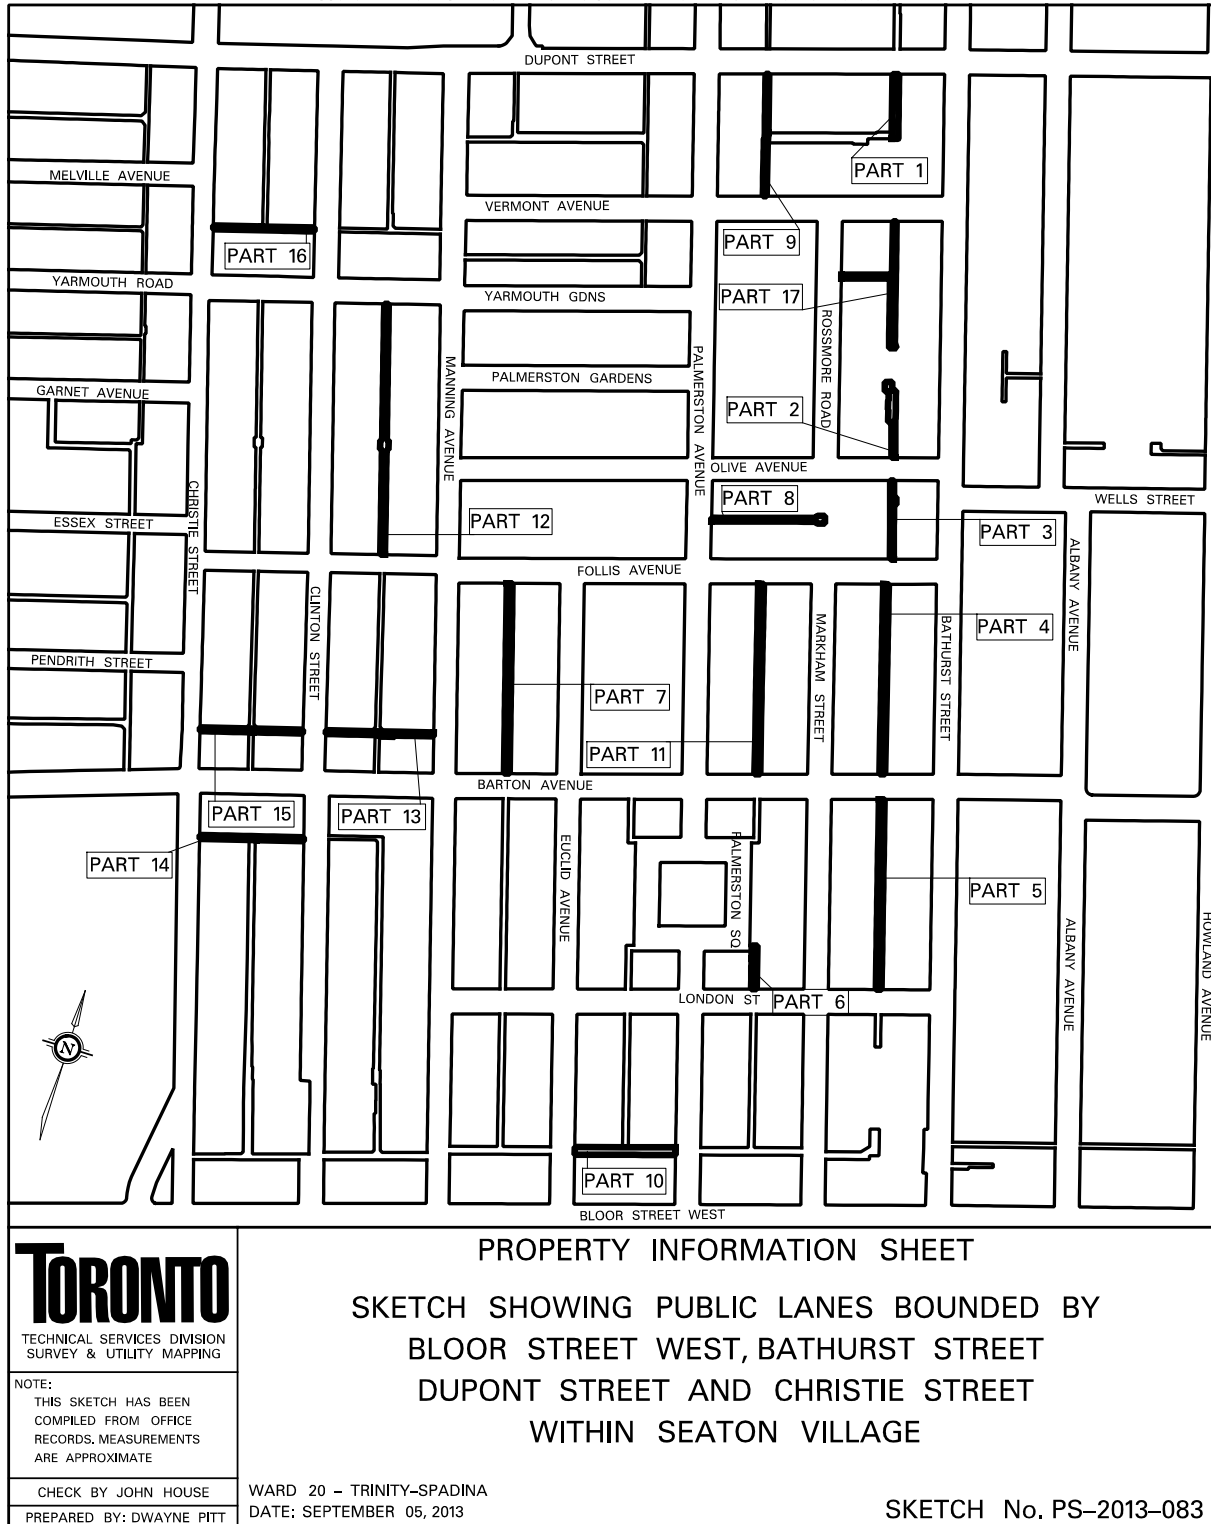 DUPONT STREET
PART 1
MELVILLE AVENUE
VERMONT AVENUE
PART 9
PART 16
YARMOUTH ROAD
YARMOUTH GDNS
PART 17
ROSSMORE ROAD
PALMERSTON AVENUE
MANNING AVENUE
PALMERSTON GARDENS
GARNET AVENUE
PART 2
OLIVE AVENUE
CHRISTIE STREET
PART 8
WELLS STREET
ESSEX STREET
PART 12
PART 3
ALBANY AVENUE
FOLLIS AVENUE
CLINTON STREET
MARKHAM STREET
BATHURST STREET
PART 4
PENDRITH STREET
PART 7
PART 11
BARTON AVENUE
PART 15
PART 13
PART 14
EUCLID AVENUE
PALMERSTON SQ
PART 5
ALBANY AVENUE
HOWLAND AVENUE
LONDON ST
PART 6
N
PART 10
BLOOR STREET WEST
TORONTO
TECHNICAL SERVICES DIVISION
SURVEY & UTILITY MAPPING
NOTE:
THIS SKETCH HAS BEEN
COMPILED FROM OFFICE
RECORDS. MEASUREMENTS
ARE APPROXIMATE
CHECK BY JOHN HOUSE
PREPARED BY: DWAYNE PITT
PROPERTY INFORMATION SHEET
SKETCH SHOWING PUBLIC LANES BOUNDED BY
BLOOR STREET WEST, BATHURST STREET
DUPONT STREET AND CHRISTIE STREET
WITHIN SEATON VILLAGE
WARD 20 - TRINITY-SPADINA
DATE: SEPTEMBER 05, 2013
SKETCH No. PS-2013-083